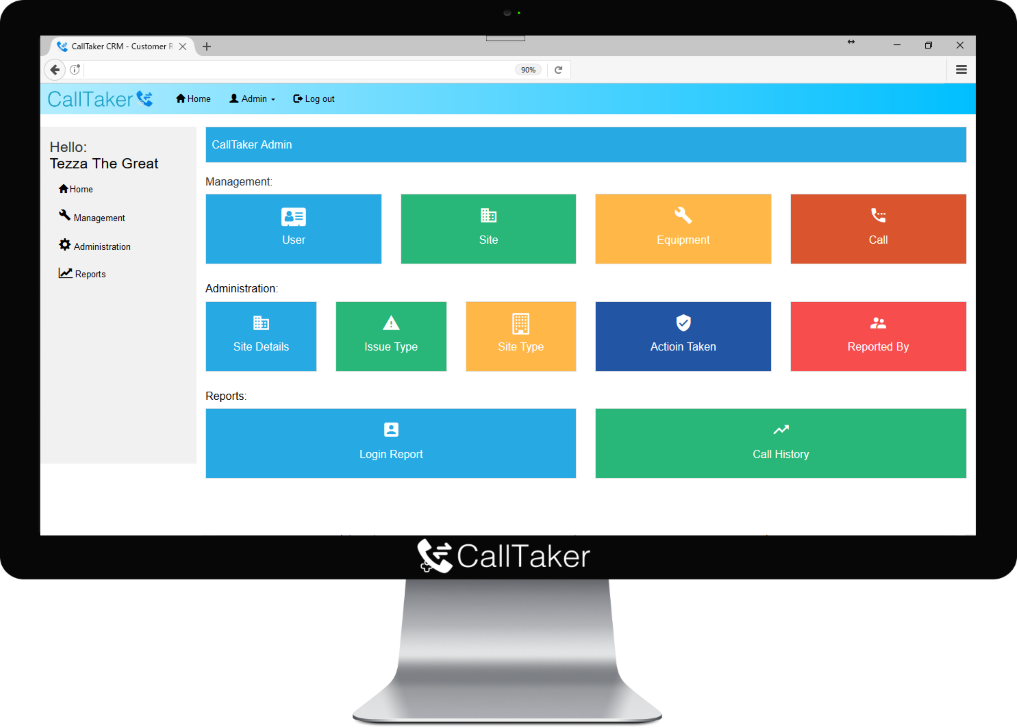 CallTaker CRM - Customer R
90%
CallTaker
Home
Admin
Log out
Hello:
Tezza The Great
Home
Management
Administration
Reports
CallTaker Admin
Management:
User
Site
Equipment
Call
Administration:
Site Details
Issue Type
Site Type
Actioin Taken
Reported By
Reports:
Login Report
Call History
CallTaker